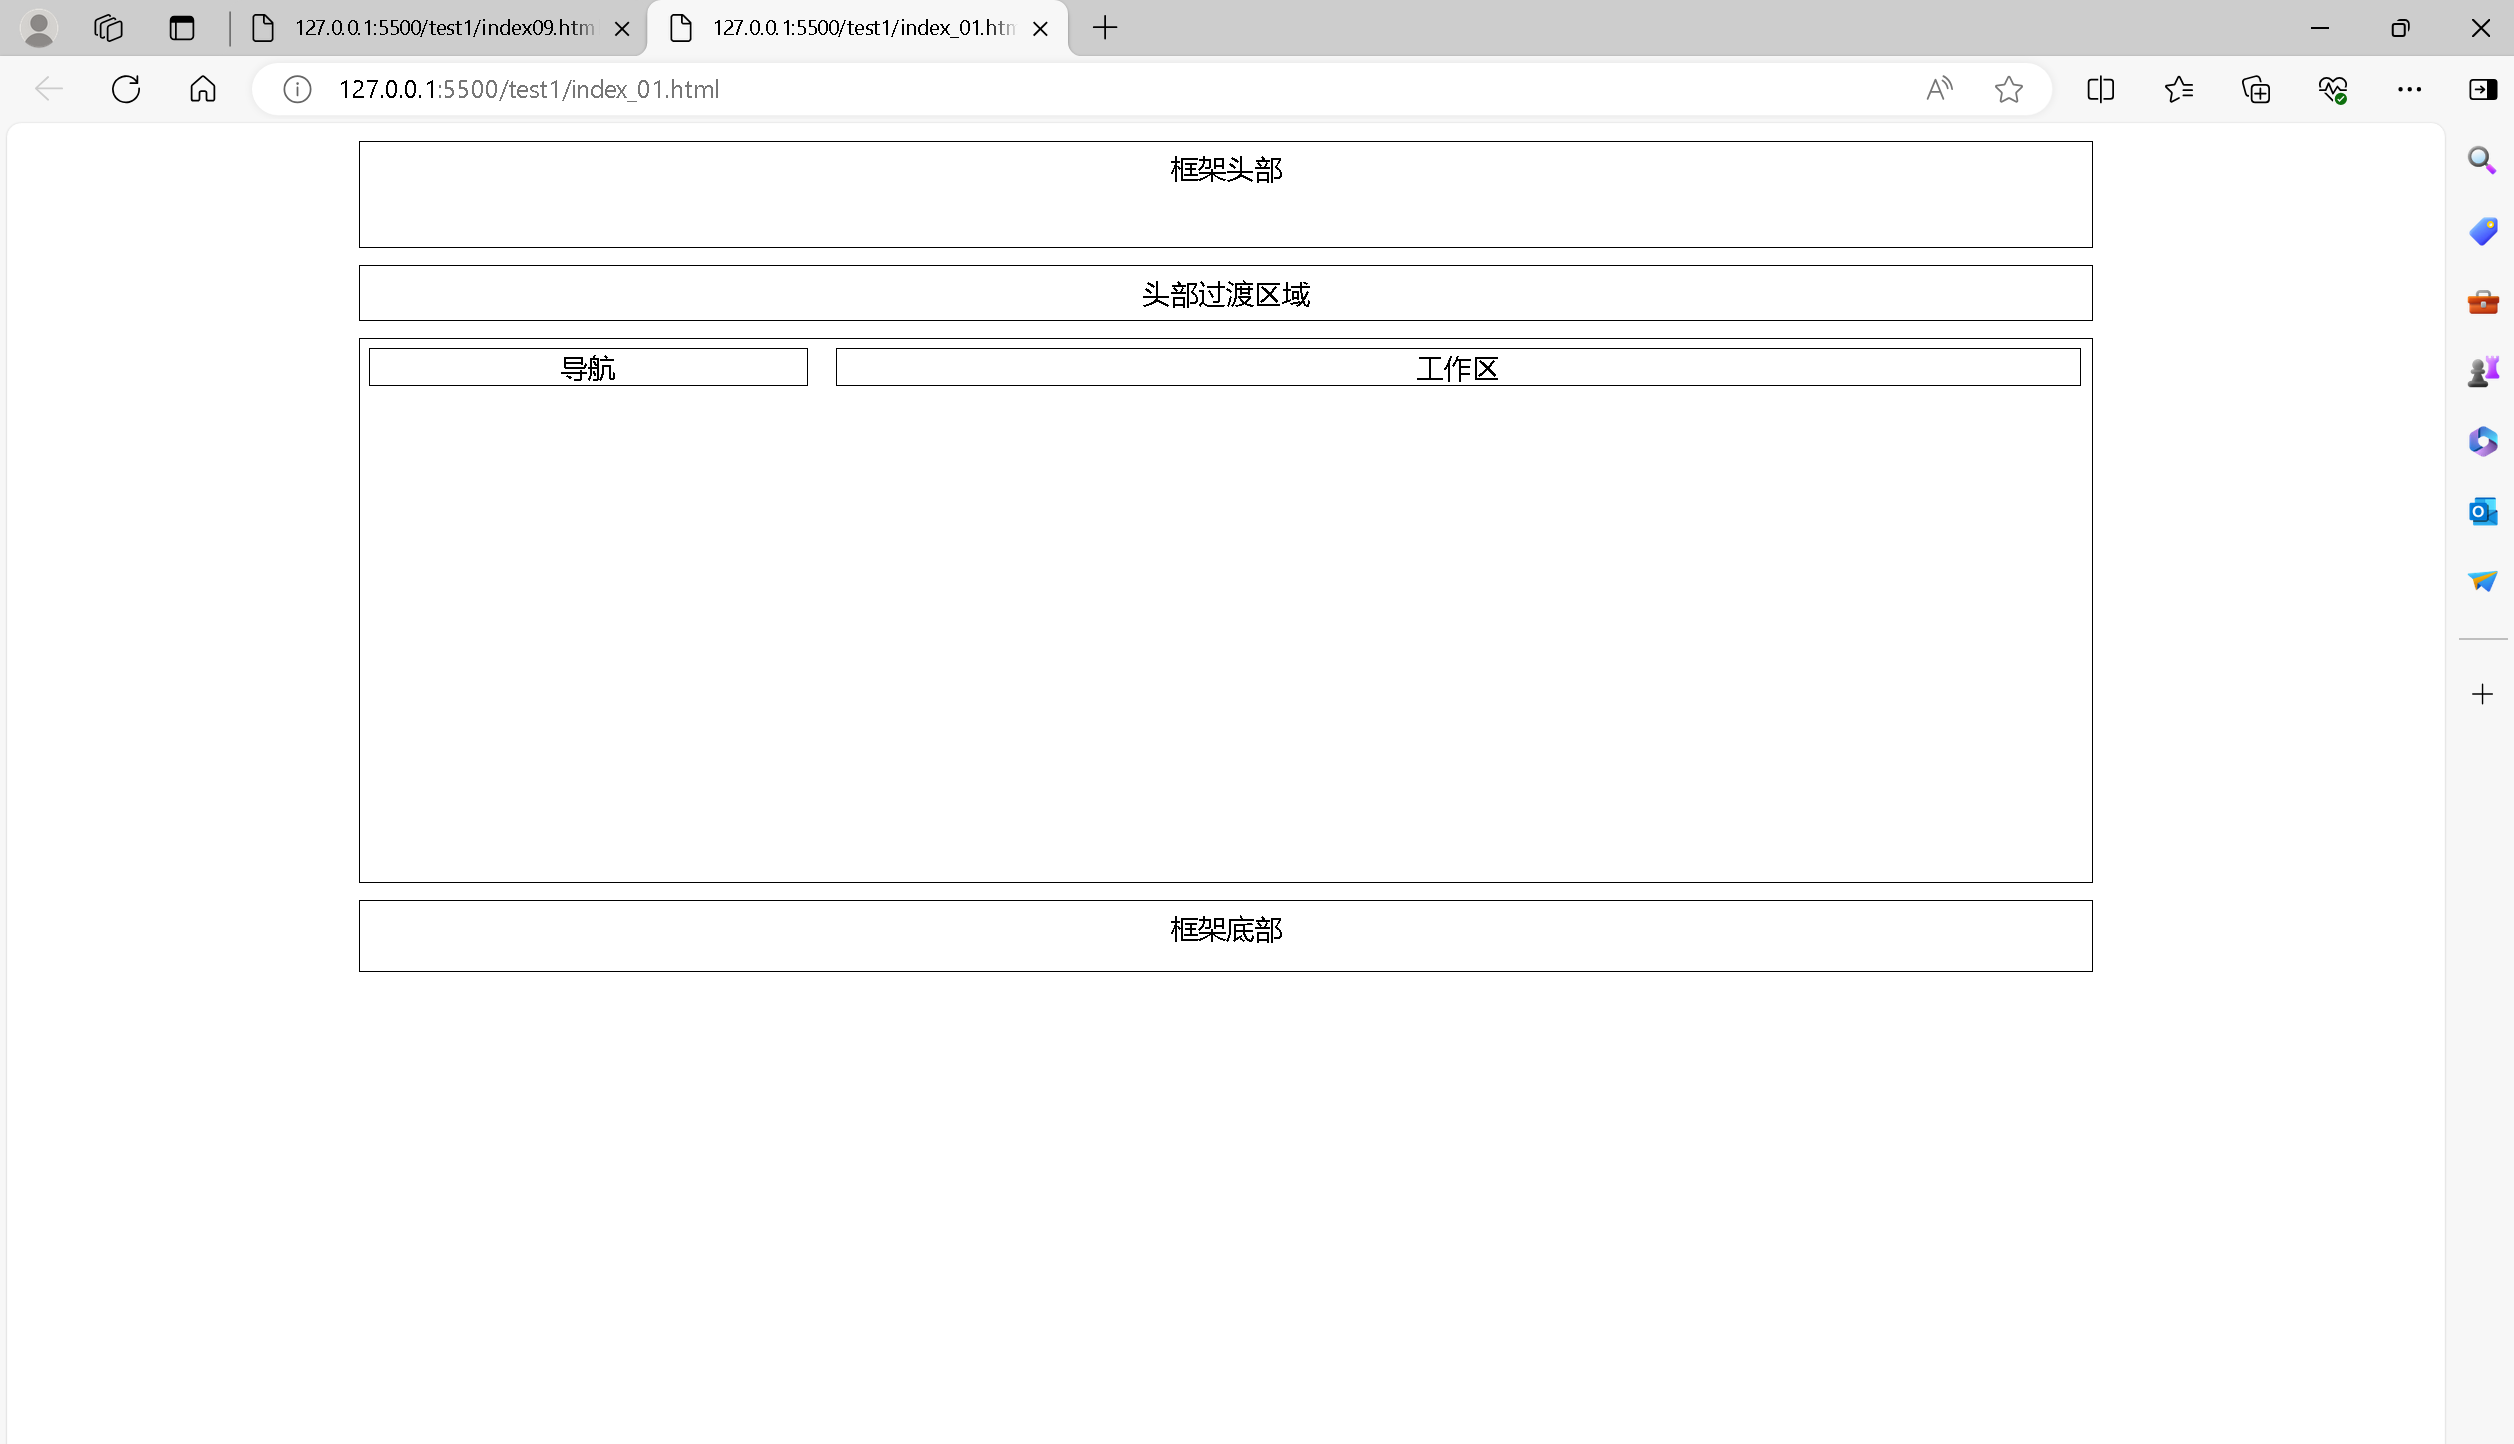 127.0.0.1:5500/test1/index09.htm
127.0.0.1:5500/test1/index_01.htm
127.0.0.1:5500/test1/index_01.html
框架头部
头部过渡区域
导航
工作区
框架底部